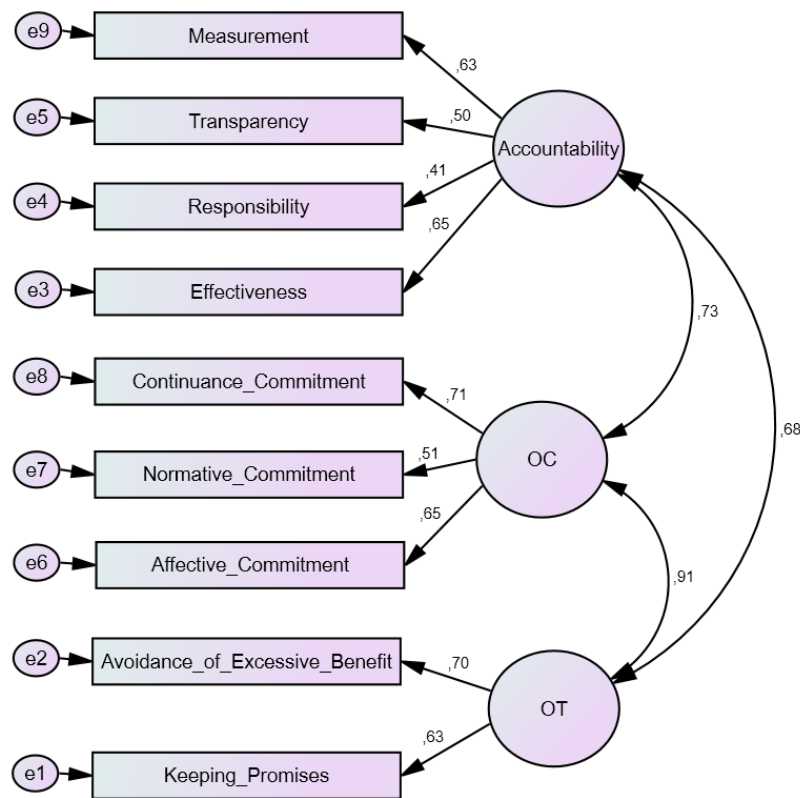 e9
Measurement
,63
e5
Transparency
,50
Accountability
e4
Responsibility
,41
e3
Effectiveness
,65
,73
e8
Continuance_Commitment
,71
,68
e7
Normative_Commitment
,51
OC
e6
Affective_Commitment
,65
,91
e2
Avoidance_of_Excessive_Benefit
,70
OT
e1
Keeping_Promises
,63